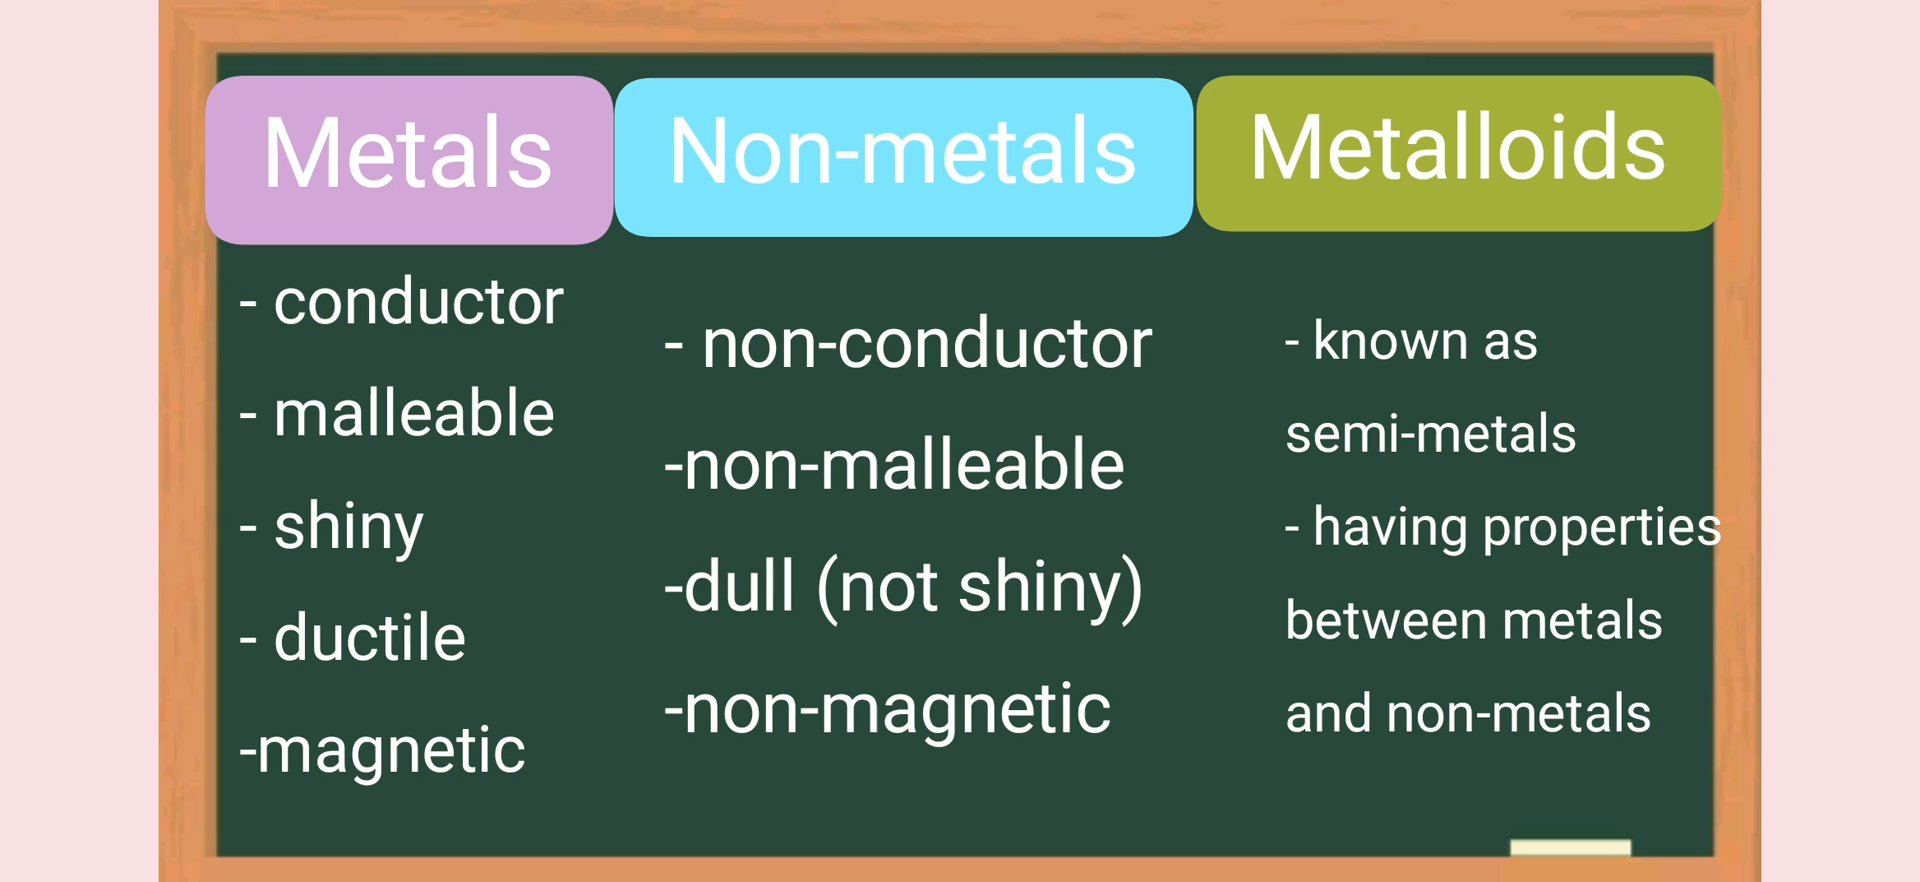 Metals
- conductor
- malleable
- shiny
- ductile
-magnetic
Non-metals
- non-conductor
-non-malleable
-dull (not shiny)
-non-magnetic
Metalloids
- known as
semi-metals
- having properties
between metals
and non-metals